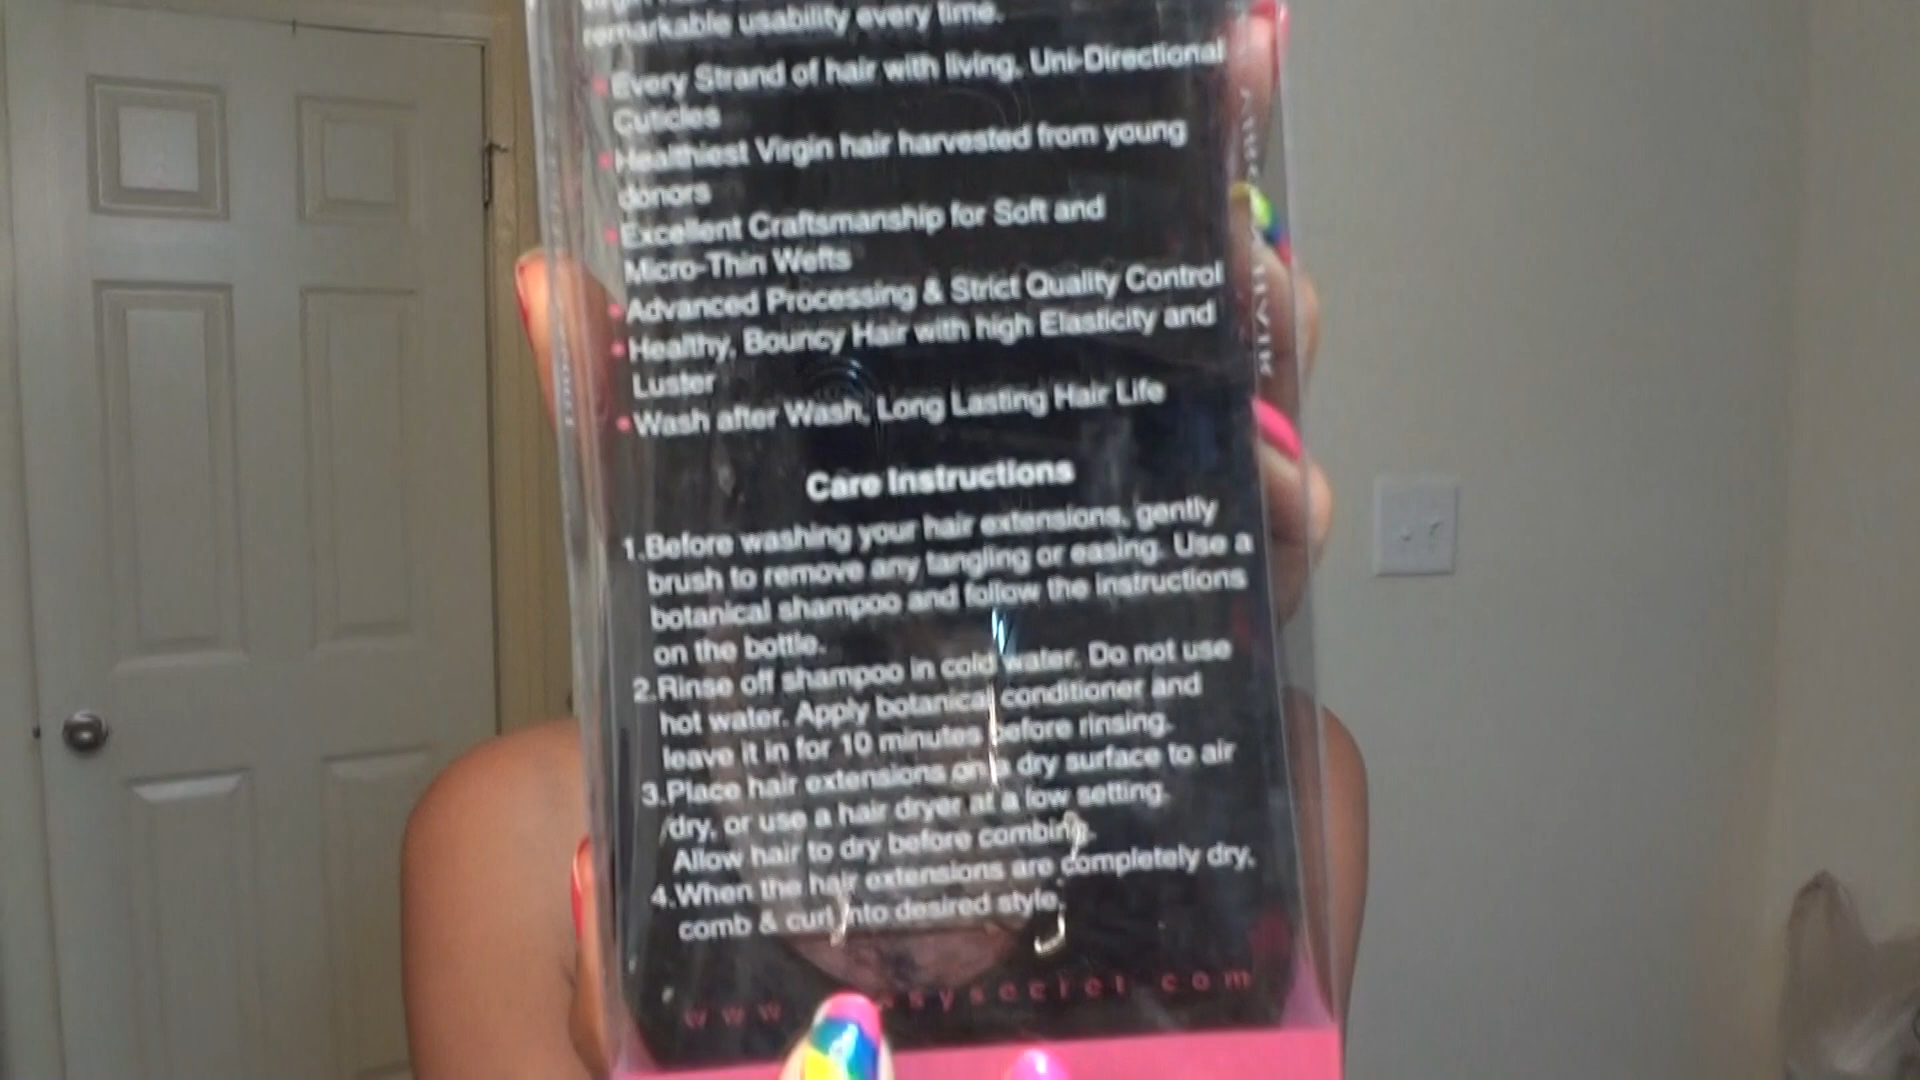 remarkable usability every time.
Every Strand of hair with living, Uni-Directional
Cuticles
Healthiest Virgin hair harvested from young
donors
Excellent Craftsmanship for Soft and
Micro-Thin Wefts
Advanced Processing & Strict Quality Control
Healthy, Bouncy Hair with high Elasticity and
Luster
Wash after Wash, Long Lasting Hair Life
Care Instructions
1.Before washing your hair extensions, gently
brush to remove any tangling or easing. Use a
botanical shampoo and follow the instructions
on the bottle.
2.Rinse off shampoo in cold water. Do not use
hot water. Apply botanical conditioner and
leave it in for 10 minutes before rinsing.
3.Place hair extensions on a dry surface to air
dry, or use a hair dryer at a low setting.
Allow hair to dry before combing.
4.When the hair extensions are completely dry,
comb & curl into desired style.